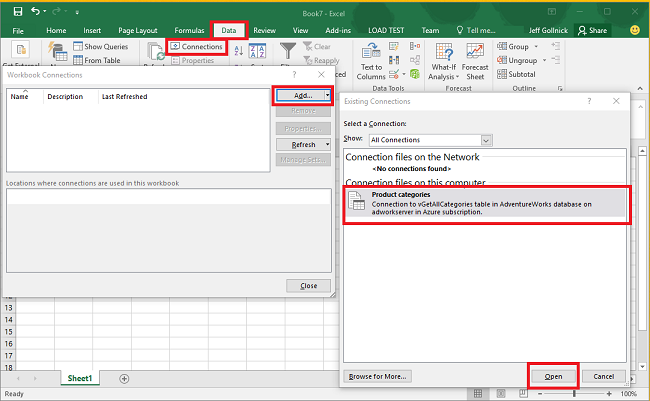 Book7 - Excel
File Home Insert Page Layout Formulas Data Review View Add-ins LOAD TEST Team Tell me... Jeff Gollnick Share
Show Queries Connections Clear Group
From Table Properties Reapply Ungroup
Text to What-If Forecast Subtotal
Columns Analysis Sheet
Data Tools Forecast Outline
Workbook Connections ?
Name Description Last Refreshed
Add...
Remove
Properties...
Refresh
Manage Sets...
Locations where connections are used in this workbook
Close
Existing Connections ?
Select a Connection:
Show: All Connections
Connection files on the Network
<No connections found>
Connection files on this computer
Product categories
Connection to vGetAllCategories table in AdventureWorks database on
adworkserver in Azure subscription.
Browse for More... Open Cancel
13
14
15
16
17
18
Sheet1
Ready 100%